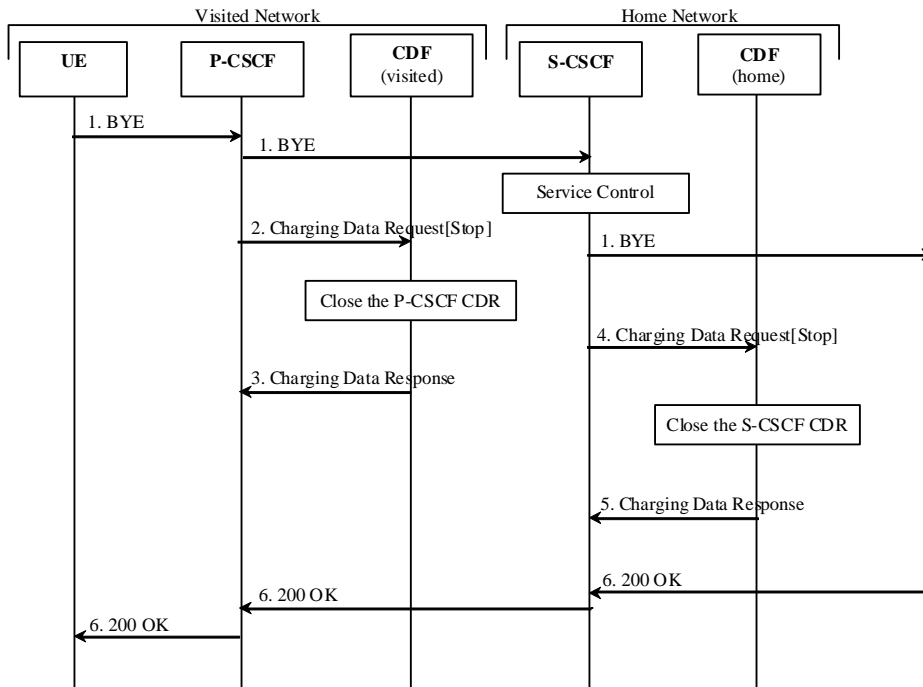 Visited Network
Home Network
UE
P-CSCF
CDF
(visited)
S-CSCF
CDF
(home)
1. BYE
1. BYE
Service Control
2. Charging Data Request[Stop]
1. BYE
Close the P-CSCF CDR
4. Charging Data Request[Stop]
3. Charging Data Response
Close the S-CSCF CDR
5. Charging Data Response
6. 200 OK
6. 200 OK
6. 200 OK